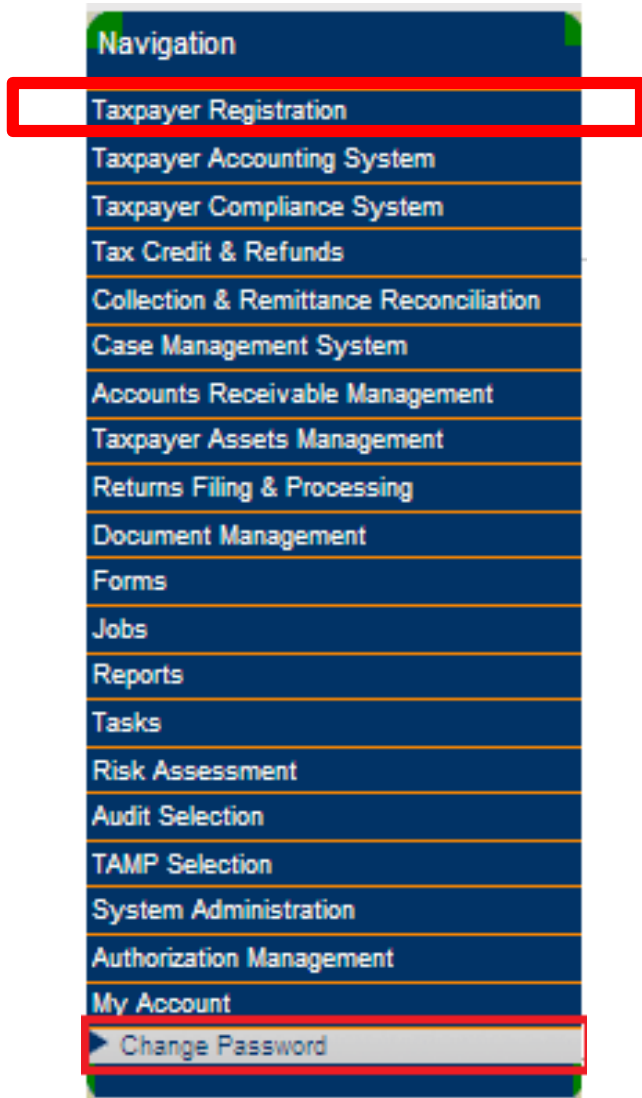 Navigation
Taxpayer Registration
Taxpayer Accounting System
Taxpayer Compliance System
Tax Credit & Refunds
Collection & Remittance Reconciliation
Case Management System
Accounts Receivable Management
Taxpayer Assets Management
Returns Filing & Processing
Document Management
Forms
Jobs
Reports
Tasks
Risk Assessment
Audit Selection
TAMP Selection
System Administration
Authorization Management
My Account
Change Password